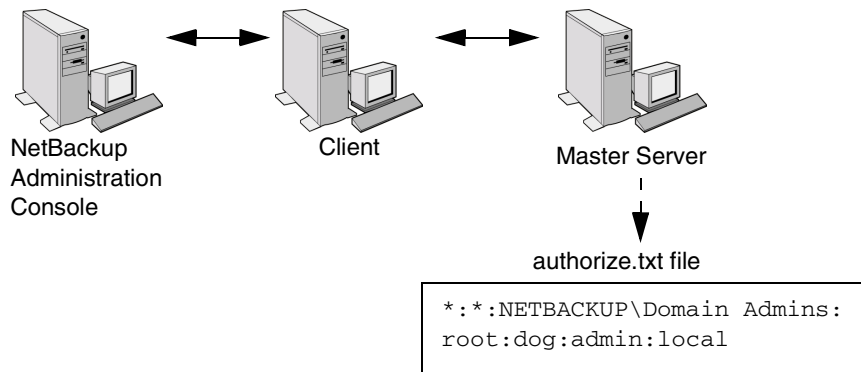 NetBackup
Administration
Console
Client
Master Server
authorize.txt file
*:*:NETBACKUP\Domain Admins:
root:dog:admin:local